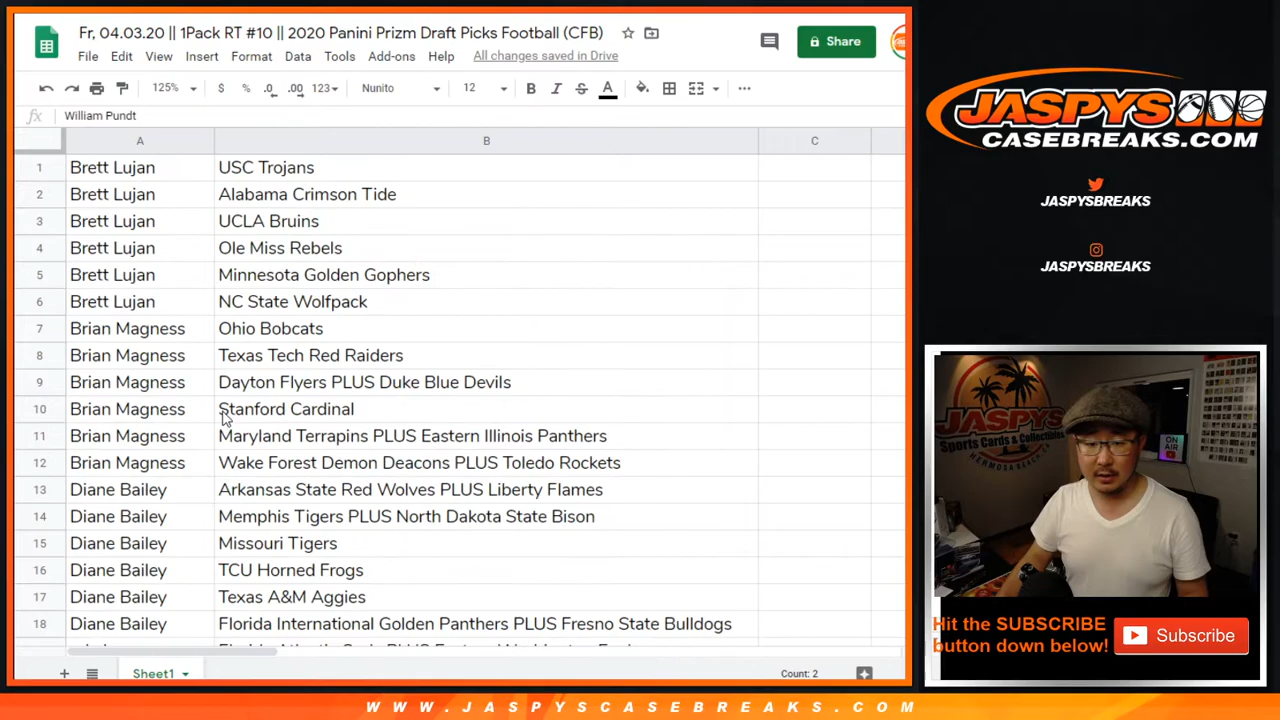 Fr, 04.03.20 || 1Pack RT #10 || 2020 Panini Prizm Draft Picks Football (CFB)
File Edit View Insert Format Data Tools Add-ons Help All changes saved in Drive
Share
125% $ % .0 .00 123 Nunito 12 B I S A
fx William Pundt
A B C
1 Brett Lujan USC Trojans
2 Brett Lujan Alabama Crimson Tide
3 Brett Lujan UCLA Bruins
4 Brett Lujan Ole Miss Rebels
5 Brett Lujan Minnesota Golden Gophers
6 Brett Lujan NC State Wolfpack
7 Brian Magness Ohio Bobcats
8 Brian Magness Texas Tech Red Raiders
9 Brian Magness Dayton Flyers PLUS Duke Blue Devils
10 Brian Magness Stanford Cardinal
11 Brian Magness Maryland Terrapins PLUS Eastern Illinois Panthers
12 Brian Magness Wake Forest Demon Deacons PLUS Toledo Rockets
13 Diane Bailey Arkansas State Red Wolves PLUS Liberty Flames
14 Diane Bailey Memphis Tigers PLUS North Dakota State Bison
15 Diane Bailey Missouri Tigers
16 Diane Bailey TCU Horned Frogs
17 Diane Bailey Texas A&M Aggies
18 Diane Bailey Florida International Golden Panthers PLUS Fresno State Bulldogs
Sheet1
Count: 2
JASPYS
CASEBREAKS.COM
JASPYSBREAKS
JASPYSBREAKS
JASPYS
Sports Cards & Collectibles
HERMOSA BEACH, CA
ON AIR
Hit the SUBSCRIBE
button down below!
Subscribe
WWW.JASPYSCASEBREAKS.COM